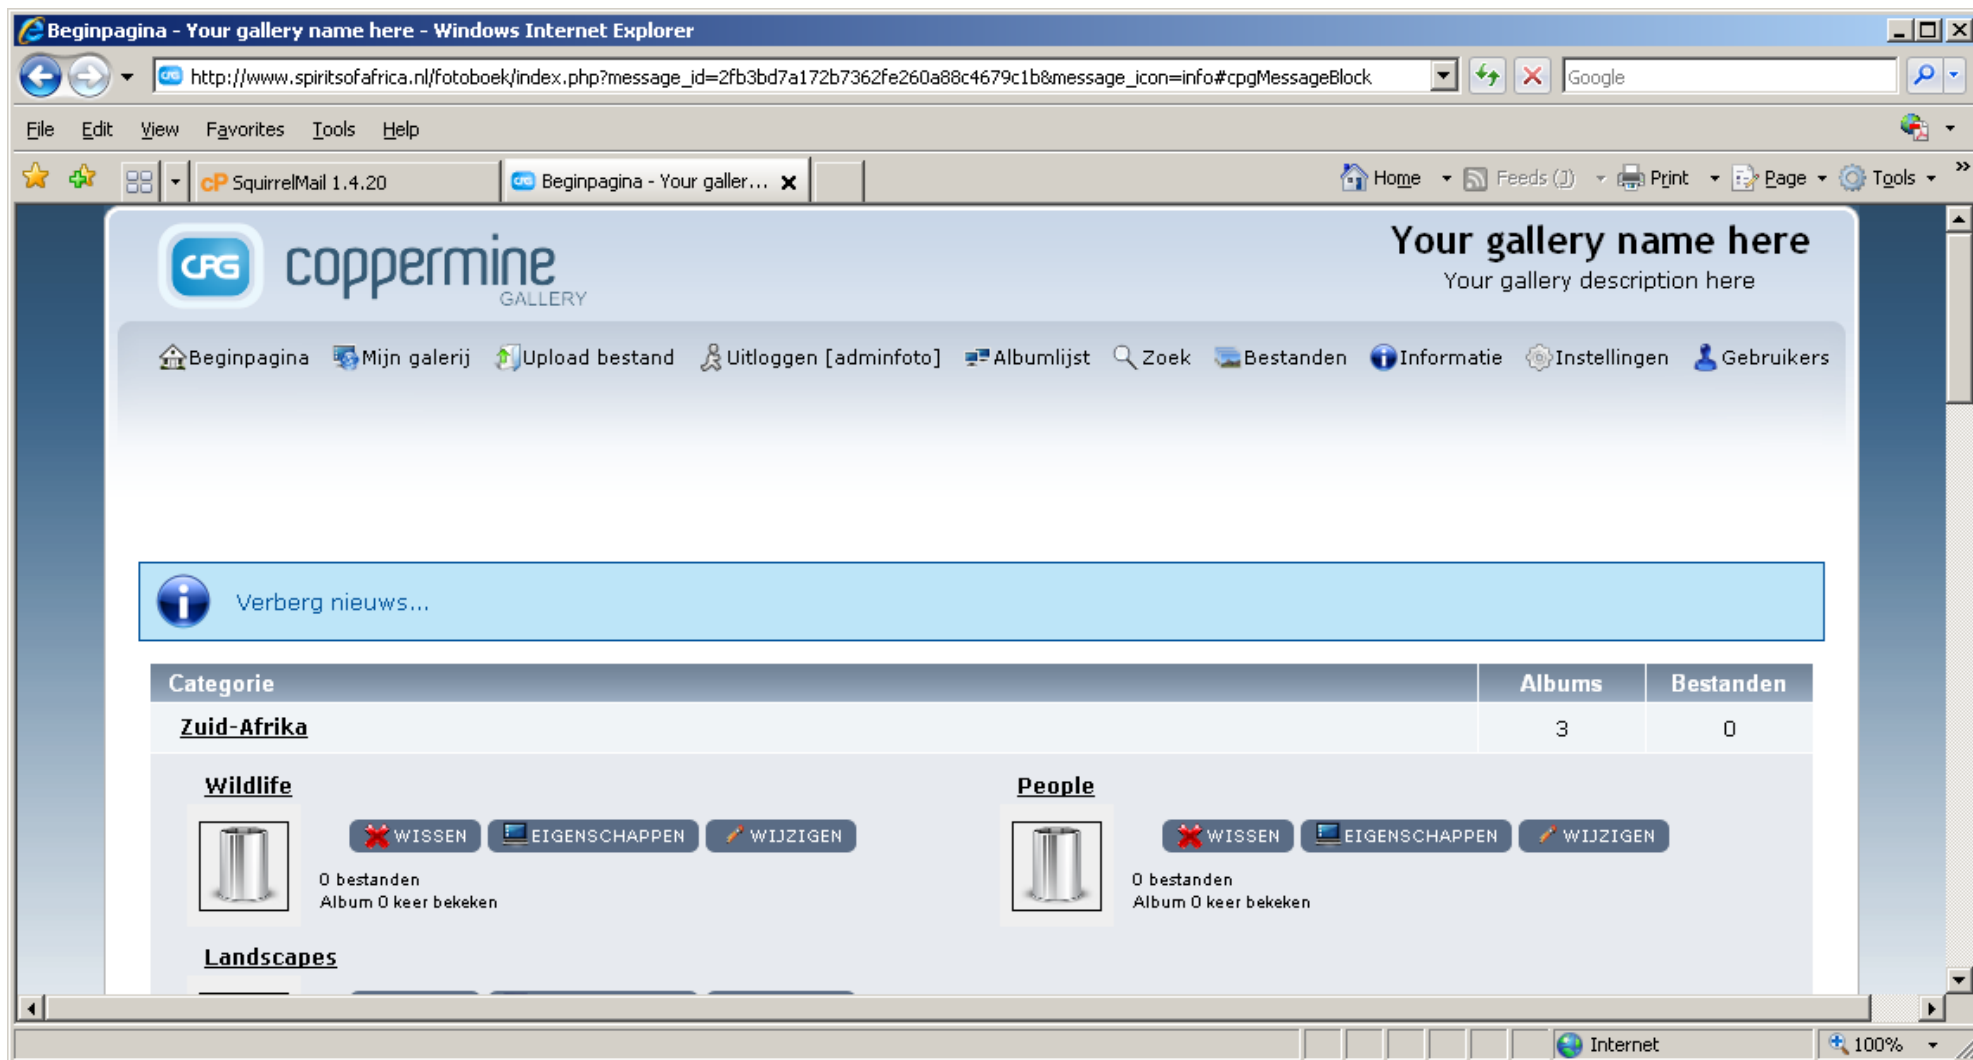 Beginpagina - Your gallery name here - Windows Internet Explorer
http://www.spiritsofafrica.nl/fotoboek/index.php?message_id=2fb3bd7a172b7362fe260a88c4679c1b&message_icon=info#cpgMessageBlock
Google
File Edit View Favorites Tools Help
cP SquirrelMail 1.4.20
CPG Beginpagina - Your galler...
Home Feeds (J) Print Page Tools »
CPG coppermine
GALLERY
Your gallery name here
Your gallery description here
Beginpagina Mijn galerij Upload bestand Uitloggen [adminfoto] Albumlijst Zoek Bestanden Informatie Instellingen Gebruikers
Verberg nieuws...
Categorie Albums Bestanden
Zuid-Afrika 3 0
Wildlife People
WISSEN EIGENSCHAPPEN WIJZIGEN WISSEN EIGENSCHAPPEN WIJZIGEN
0 bestanden 0 bestanden
Album 0 keer bekeken Album 0 keer bekeken
Landscapes
Internet 100%